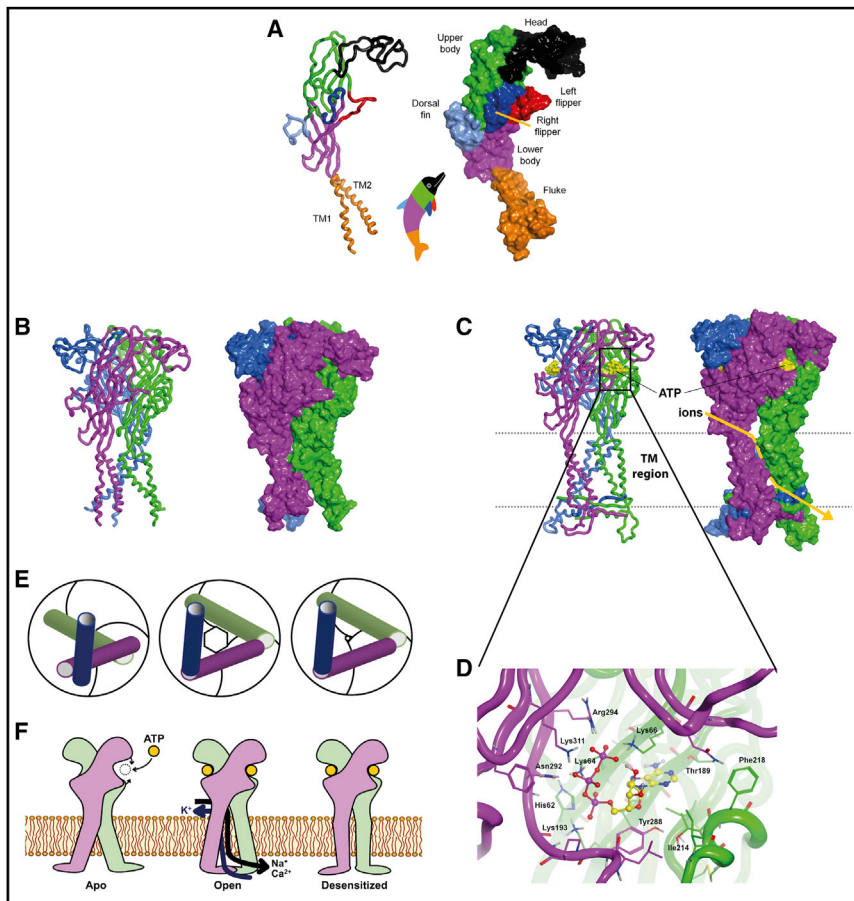 A
Head
Upper
body
Left
flipper
Dorsal
fin
Right
flipper
Lower
body
TM2
TM1
Fluke
B
C
ATP
ions
TM
region
E
D
Arg294
Lys66
Lys311
Phe218
Asn292
Lys64
Thr189
His62
Lys193
Tyr288
Ile214
F
ATP
K⁺
Na⁺
Ca²⁺
Apo
Open
Desensitized